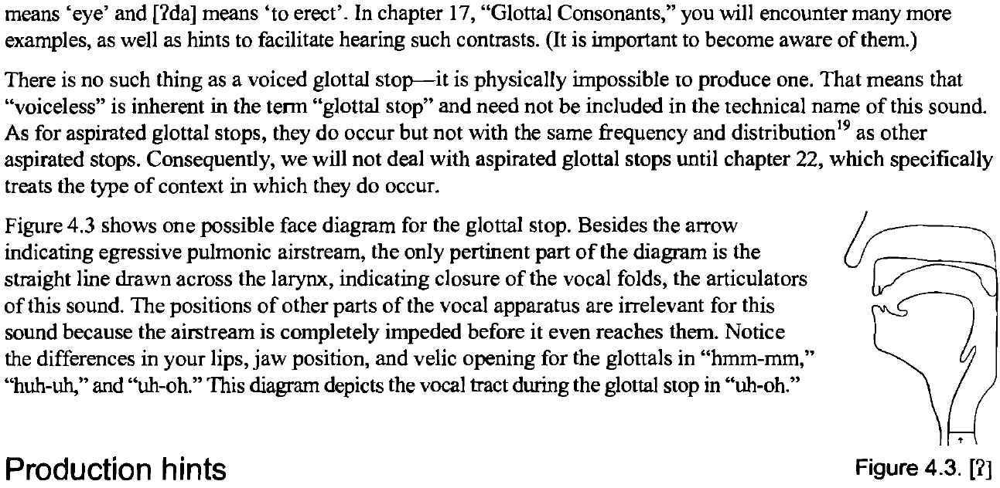 means ‘eye’ and [ʔda] means ‘to erect’. In chapter 17, “Glottal Consonants,” you will encounter many more
examples, as well as hints to facilitate hearing such contrasts. (It is important to become aware of them.)
There is no such thing as a voiced glottal stop—it is physically impossible to produce one. That means that
“voiceless” is inherent in the term “glottal stop” and need not be included in the technical name of this sound.
As for aspirated glottal stops, they do occur but not with the same frequency and distribution19 as other
aspirated stops. Consequently, we will not deal with aspirated glottal stops until chapter 22, which specifically
treats the type of context in which they do occur.
Figure 4.3 shows one possible face diagram for the glottal stop. Besides the arrow
indicating egressive pulmonic airstream, the only pertinent part of the diagram is the
straight line drawn across the larynx, indicating closure of the vocal folds, the articulators
of this sound. The positions of other parts of the vocal apparatus are irrelevant for this
sound because the airstream is completely impeded before it even reaches them. Notice
the differences in your lips, jaw position, and velic opening for the glottals in “hmm-mm,”
“huh-uh,” and “uh-oh.” This diagram depicts the vocal tract during the glottal stop in “uh-oh.”
Figure 4.3. [ʔ]
Production hints